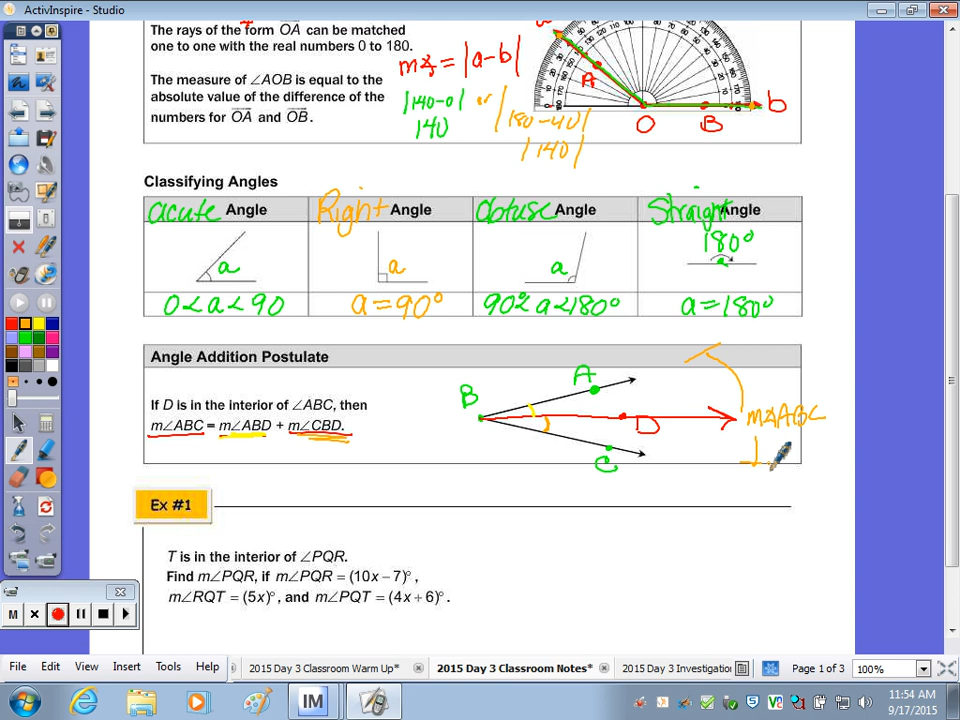 ActivInspire - Studio
The rays of the form OA can be matched
one to one with the real numbers 0 to 180.
m∡ = |a-b|
The measure of ∠AOB is equal to the
absolute value of the difference of the
numbers for OA and OB.
|140-0| or |180-40|
140 |140|
A
O
B
b
Classifying Angles
acute Angle Right Angle Obtuse Angle Straight Angle
180°
a a a
0<a<90 a=90° 90°<a<180° a=180°
Angle Addition Postulate
If D is in the interior of ∠ABC, then
m∠ABC = m∠ABD + m∠CBD.
B A D C m∡ABC
Ex #1
T is in the interior of ∠PQR.
Find m∠PQR, if m∠PQR = (10x − 7)°,
m∠RQT = (5x)°, and m∠PQT = (4x + 6)°.
M
File Edit View Insert Tools Help
2015 Day 3 Classroom Warm Up* 2015 Day 3 Classroom Notes* 2015 Day 3 Investigation
Page 1 of 3 100%
IM
11:54 AM
9/17/2015